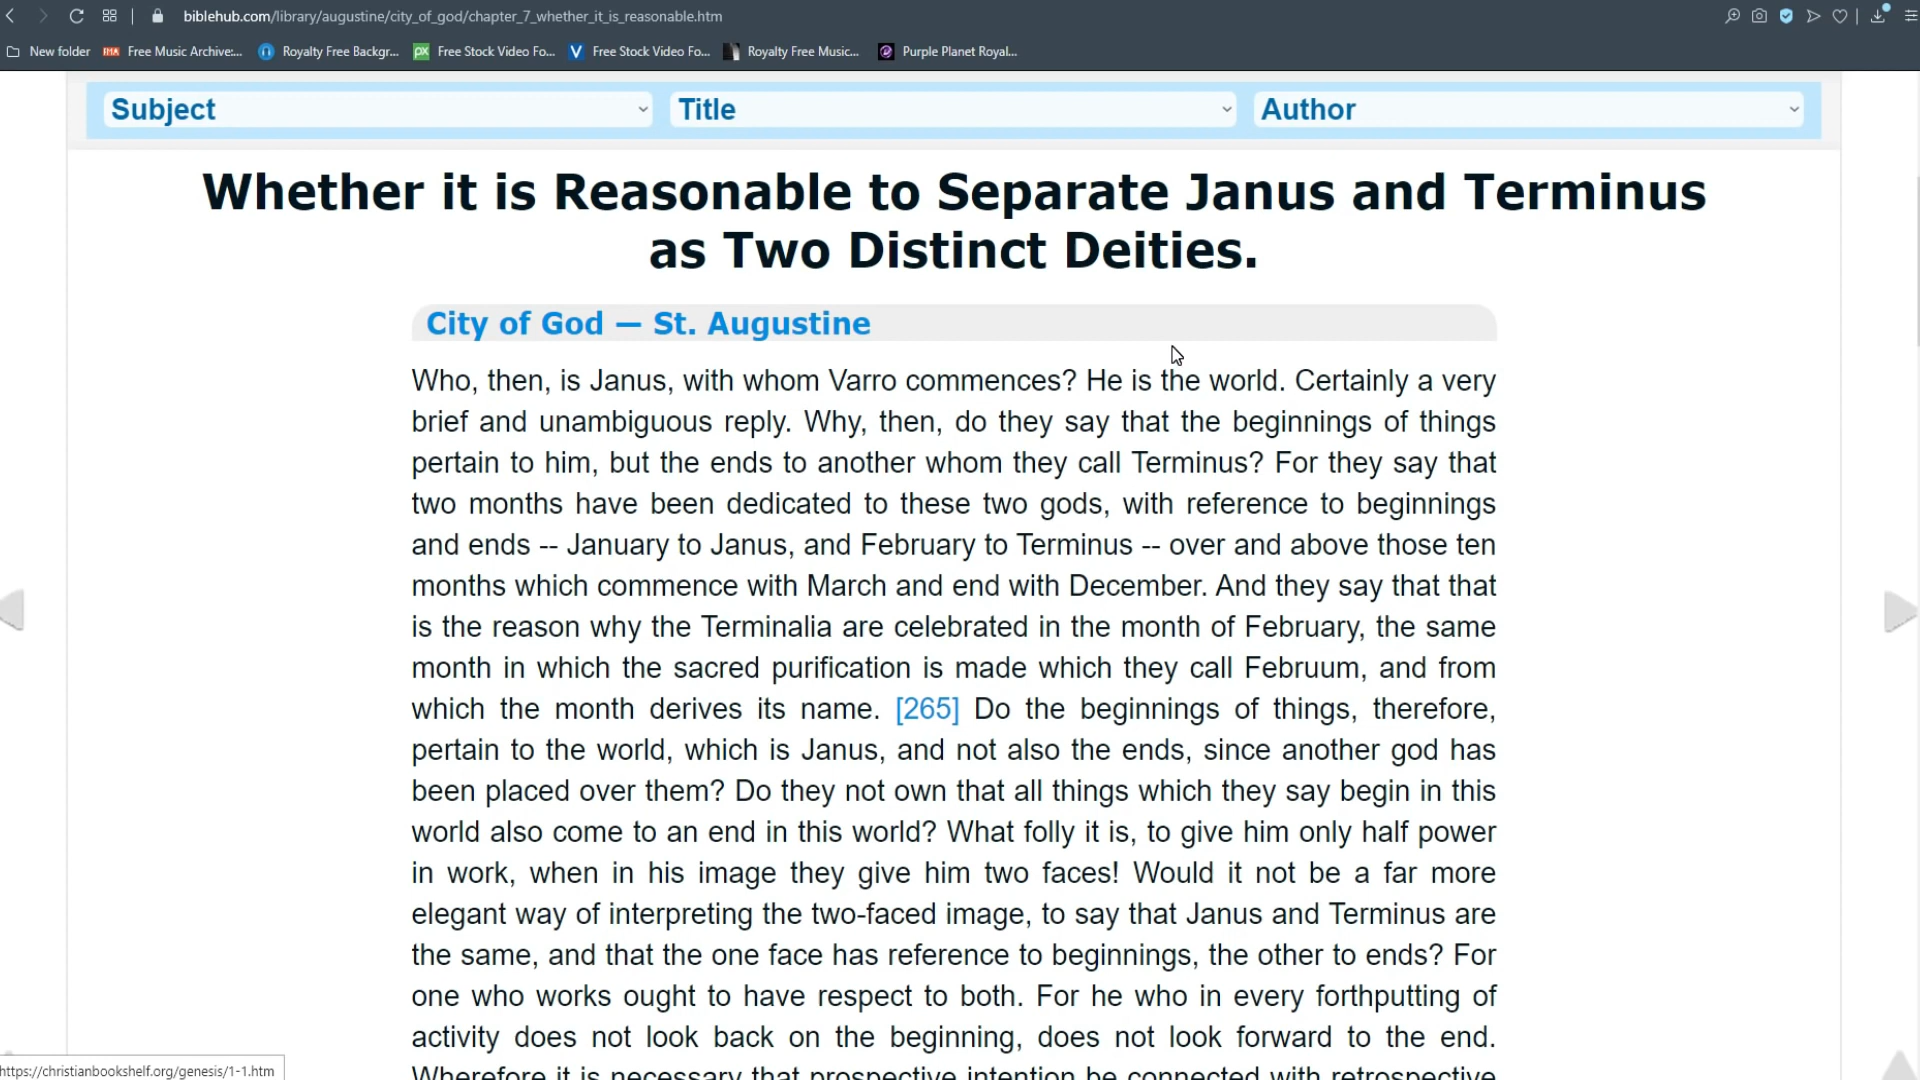 biblehub.com/library/augustine/city_of_god/chapter_7_whether_it_is_reasonable.htm
New folder Free Music Archive:... Royalty Free Backgr... Free Stock Video Fo... Free Stock Video Fo... Royalty Free Music... Purple Planet Royal...
Subject Title Author
Whether it is Reasonable to Separate Janus and Terminus
as Two Distinct Deities.
City of God — St. Augustine
Who, then, is Janus, with whom Varro commences? He is the world. Certainly a very
brief and unambiguous reply. Why, then, do they say that the beginnings of things
pertain to him, but the ends to another whom they call Terminus? For they say that
two months have been dedicated to these two gods, with reference to beginnings
and ends -- January to Janus, and February to Terminus -- over and above those ten
months which commence with March and end with December. And they say that that
is the reason why the Terminalia are celebrated in the month of February, the same
month in which the sacred purification is made which they call Februum, and from
which the month derives its name. [265] Do the beginnings of things, therefore,
pertain to the world, which is Janus, and not also the ends, since another god has
been placed over them? Do they not own that all things which they say begin in this
world also come to an end in this world? What folly it is, to give him only half power
in work, when in his image they give him two faces! Would it not be a far more
elegant way of interpreting the two-faced image, to say that Janus and Terminus are
the same, and that the one face has reference to beginnings, the other to ends? For
one who works ought to have respect to both. For he who in every forthputting of
activity does not look back on the beginning, does not look forward to the end.
Wherefore it is necessary that prospective intention be connected with retrospective
https://christianbookshelf.org/genesis/1-1.htm